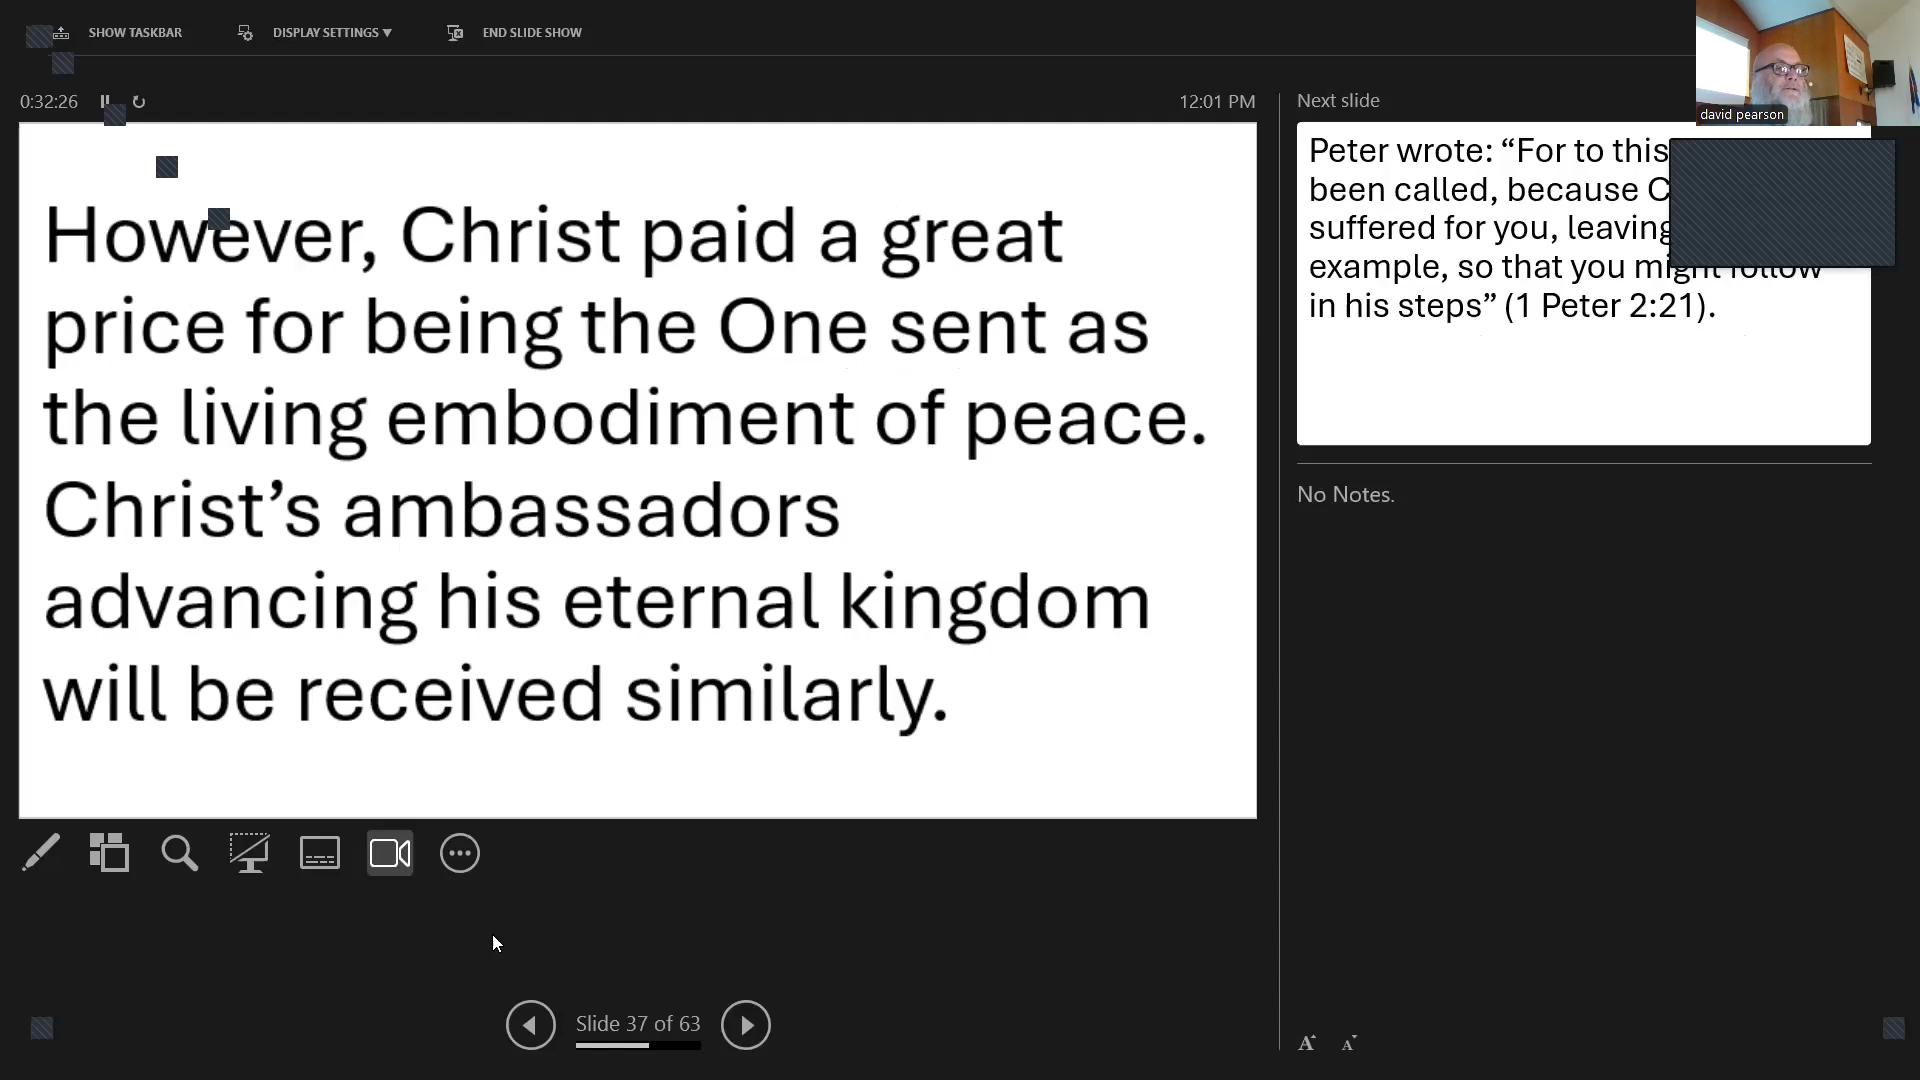 SHOW TASKBAR
DISPLAY SETTINGS ▼
END SLIDE SHOW
0:32:26
12:01 PM
However, Christ paid a great
price for being the One sent as
the living embodiment of peace.
Christ’s ambassadors
advancing his eternal kingdom
will be received similarly.
Slide 37 of 63
Next slide
david pearson
Peter wrote: “For to this
been called, because
suffered for you, leaving
example, so that you might follow
in his steps” (1 Peter 2:21).
No Notes.
A A